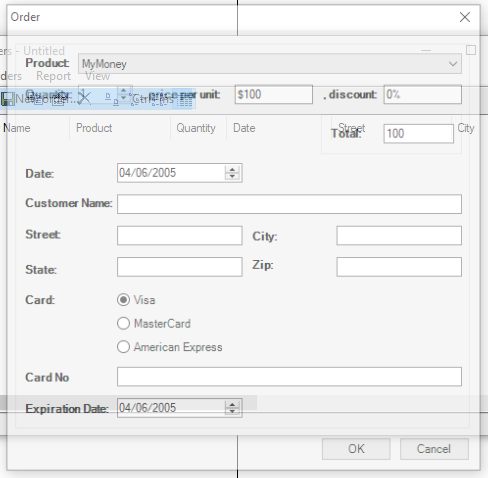 Order
ers - Untitled
Product: MyMoney
ders Report View
Quantity: price per unit: $100 , discount: 0%
New order...
Name Product Quantity Date Street City
Total: 100
Date: 04/06/2005
Customer Name:
Street: City:
State: Zip:
Card: Visa
MasterCard
American Express
Card No
Expiration Date: 04/06/2005
OK Cancel